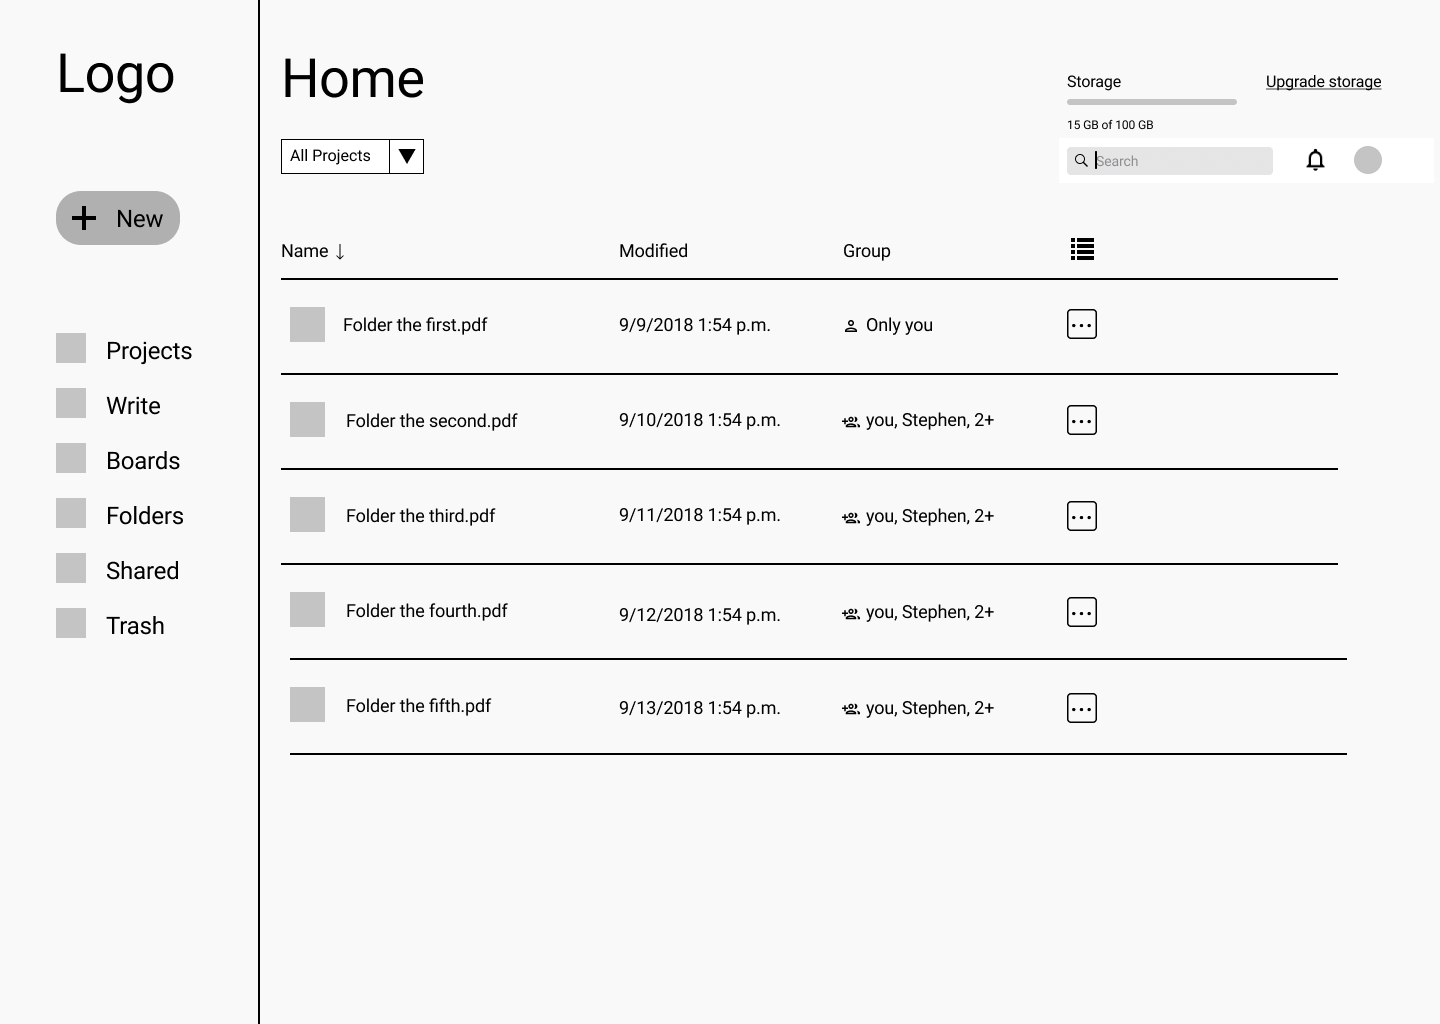 Logo
New
Projects
Write
Boards
Folders
Shared
Trash
Home
All Projects
Storage
Upgrade storage
15 GB of 100 GB
Search
Name ↓ Modified Group
Folder the first.pdf 9/9/2018 1:54 p.m. Only you
Folder the second.pdf 9/10/2018 1:54 p.m. you, Stephen, 2+
Folder the third.pdf 9/11/2018 1:54 p.m. you, Stephen, 2+
Folder the fourth.pdf 9/12/2018 1:54 p.m. you, Stephen, 2+
Folder the fifth.pdf 9/13/2018 1:54 p.m. you, Stephen, 2+